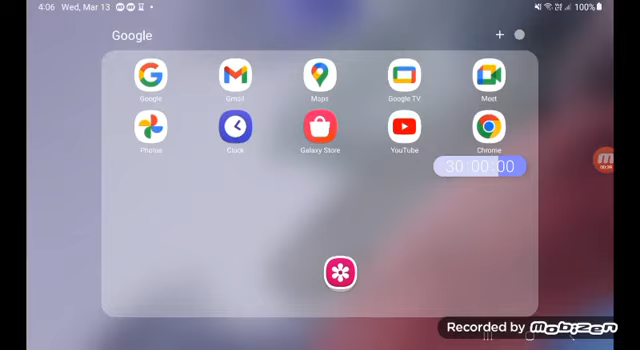 4:06 Wed, Mar 13
100%
Google
Google Gmail Maps Google TV Meet
Photos Clock Galaxy Store YouTube Chrome
30:00:00
Recorded by Mobizen